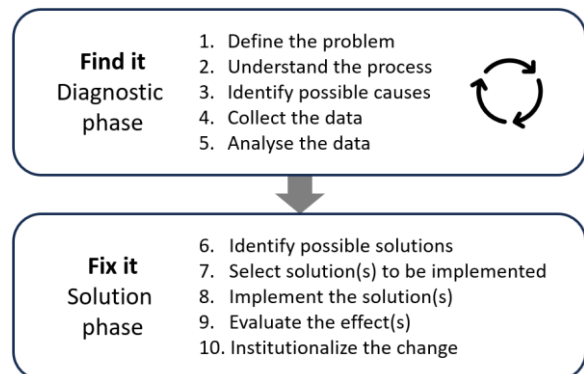 Find it
Diagnostic
phase
1. Define the problem
2. Understand the process
3. Identify possible causes
4. Collect the data
5. Analyse the data
Fix it
Solution
phase
6. Identify possible solutions
7. Select solution(s) to be implemented
8. Implement the solution(s)
9. Evaluate the effect(s)
10. Institutionalize the change